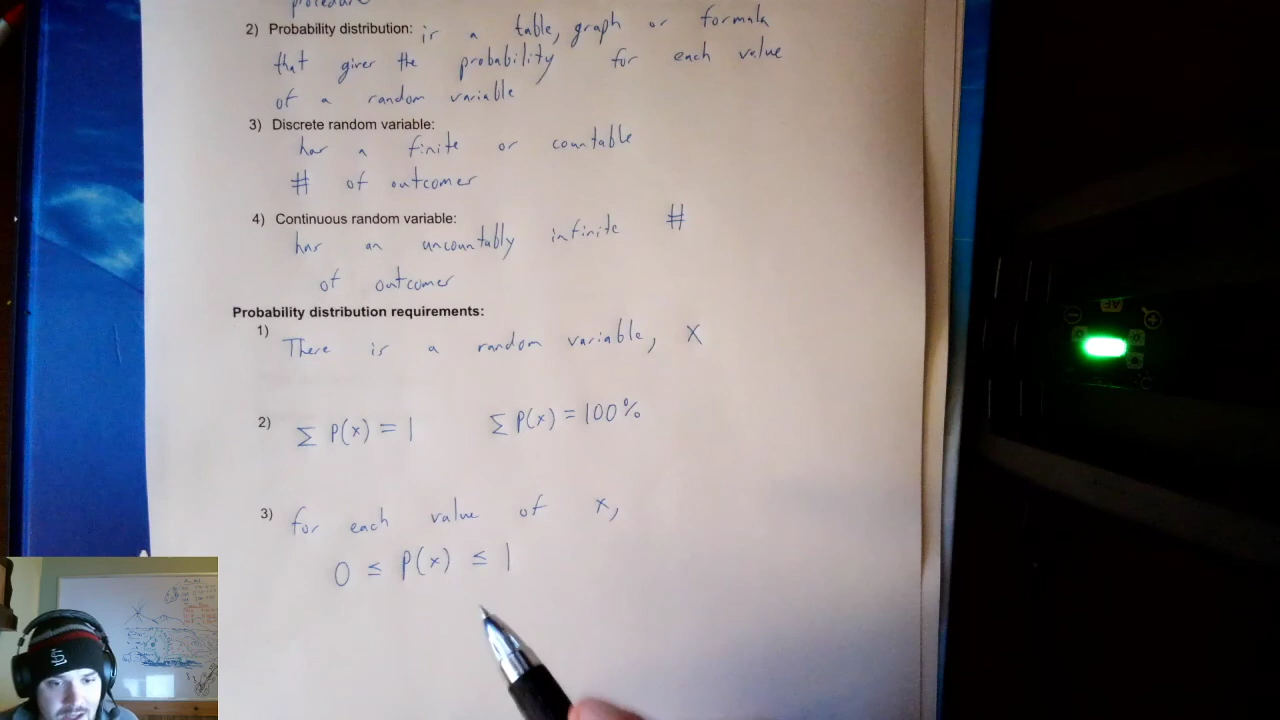 procedure
2) Probability distribution: is a table, graph or formula
that gives the probability for each value
of a random variable
3) Discrete random variable:
has a finite or countable
# of outcomes
4) Continuous random variable:
has an uncountably infinite #
of outcomes
Probability distribution requirements:
1) There is a random variable, x
2) Σ P(x) = 1 Σ P(x) = 100%
3) for each value of x,
0 ≤ P(x) ≤ 1